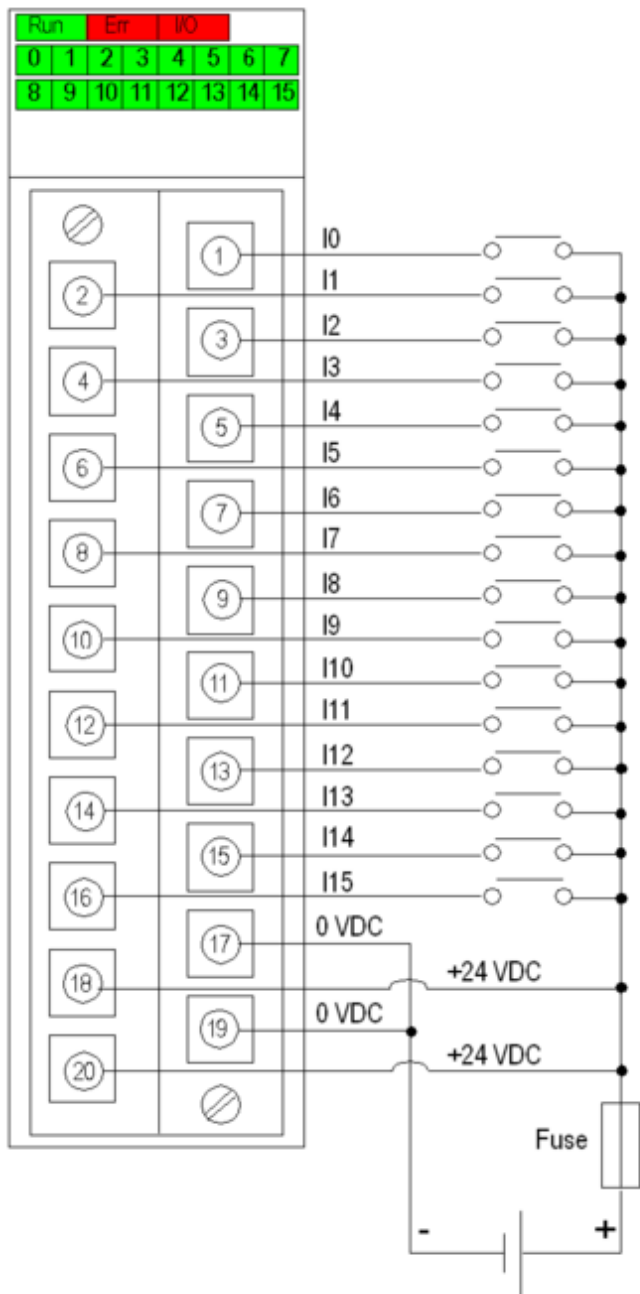 Run Err I/O
0 1 2 3 4 5 6 7
8 9 10 11 12 13 14 15
1 I0
2 I1
3 I2
4 I3
5 I4
6 I5
7 I6
8 I7
9 I8
10 I9
11 I10
12 I11
13 I12
14 I13
15 I14
16 I15
17 0 VDC
18 +24 VDC
19 0 VDC
20 +24 VDC
Fuse
- +